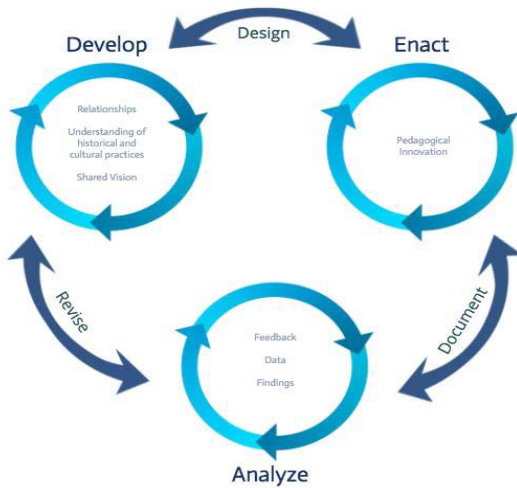 Design
Develop
Enact
Relationships
Understanding of
historical and
cultural practices
Shared Vision
Pedagogical
Innovation
Revise
Document
Feedback
Data
Findings
Analyze